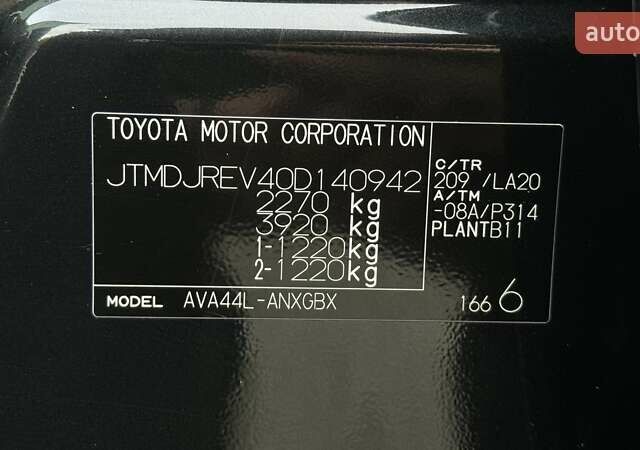 auto
TOYOTA MOTOR CORPORATION
JTMDJREV40D140942
2270 kg
3920 kg
1-1220kg
2-1220kg
C/TR
209 /LA20
A/TM
-08A/P314
PLANTB11
MODEL AVA44L-ANXGBX 166 6